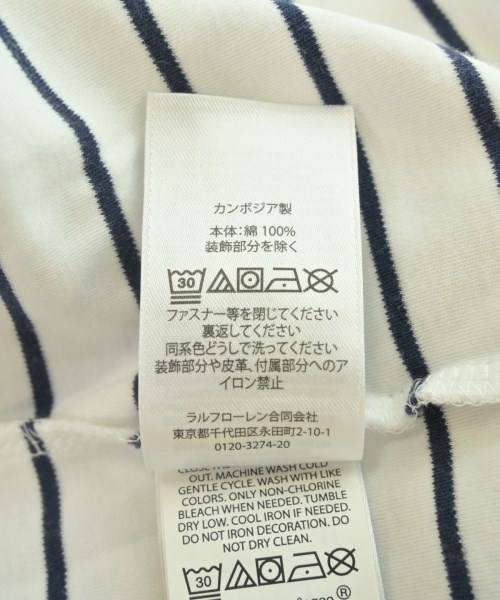 カンボジア製
本体：綿 100%
装飾部分を除く
30
ファスナー等を閉じてください
裏返してください
同系色どうしで洗ってください
装飾部分や皮革、付属部分へのア
イロン禁止
ラルフローレン合同会社
東京都千代田区永田町2-10-1
0120-3274-20
OUT. MACHINE WASH COLD
GENTLE CYCLE. WASH WITH LIKE
COLORS. ONLY NON-CHLORINE
BLEACH WHEN NEEDED. TUMBLE
DRY LOW. COOL IRON IF NEEDED.
DO NOT IRON DECORATION. DO
NOT DRY CLEAN.
30
®